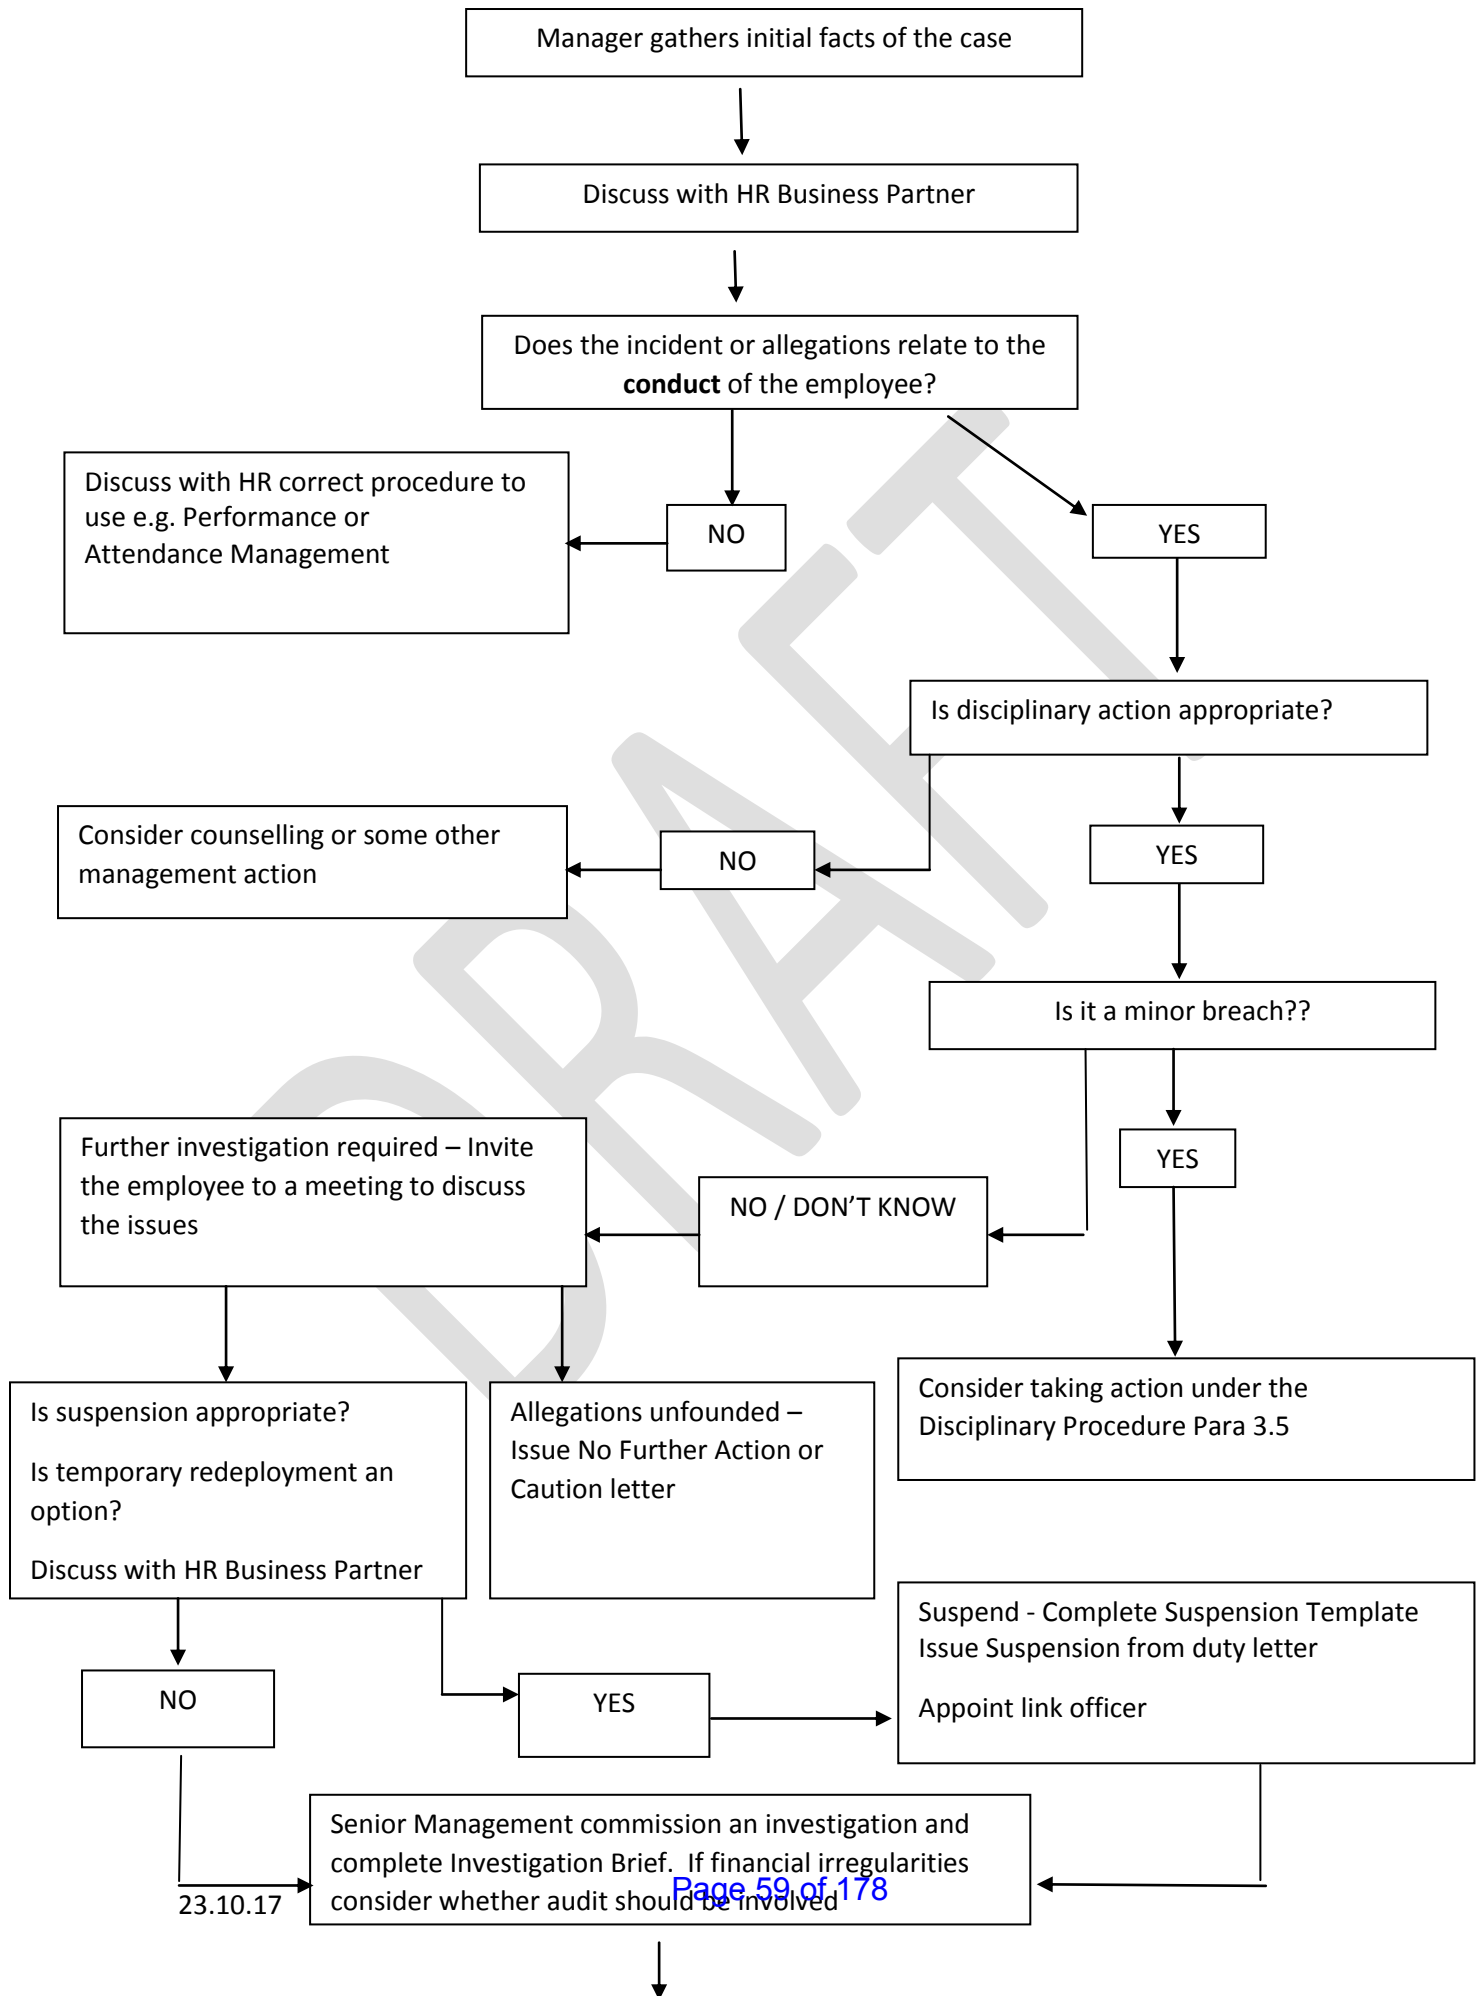 Manager gathers initial facts of the case
Discuss with HR Business Partner
Does the incident or allegations relate to the
conduct of the employee?
Discuss with HR correct procedure to
use e.g. Performance or
Attendance Management
NO
YES
Is disciplinary action appropriate?
Consider counselling or some other
management action
NO
YES
Is it a minor breach??
Further investigation required – Invite
the employee to a meeting to discuss
the issues
NO / DON’T KNOW
YES
Is suspension appropriate?
Is temporary redeployment an
option?
Discuss with HR Business Partner
Allegations unfounded –
Issue No Further Action or
Caution letter
Consider taking action under the
Disciplinary Procedure Para 3.5
NO
YES
Suspend - Complete Suspension Template
Issue Suspension from duty letter
Appoint link officer
Senior Management commission an investigation and
complete Investigation Brief.  If financial irregularities
consider whether audit should be involved
23.10.17
Page 59 of 178
DRAFT